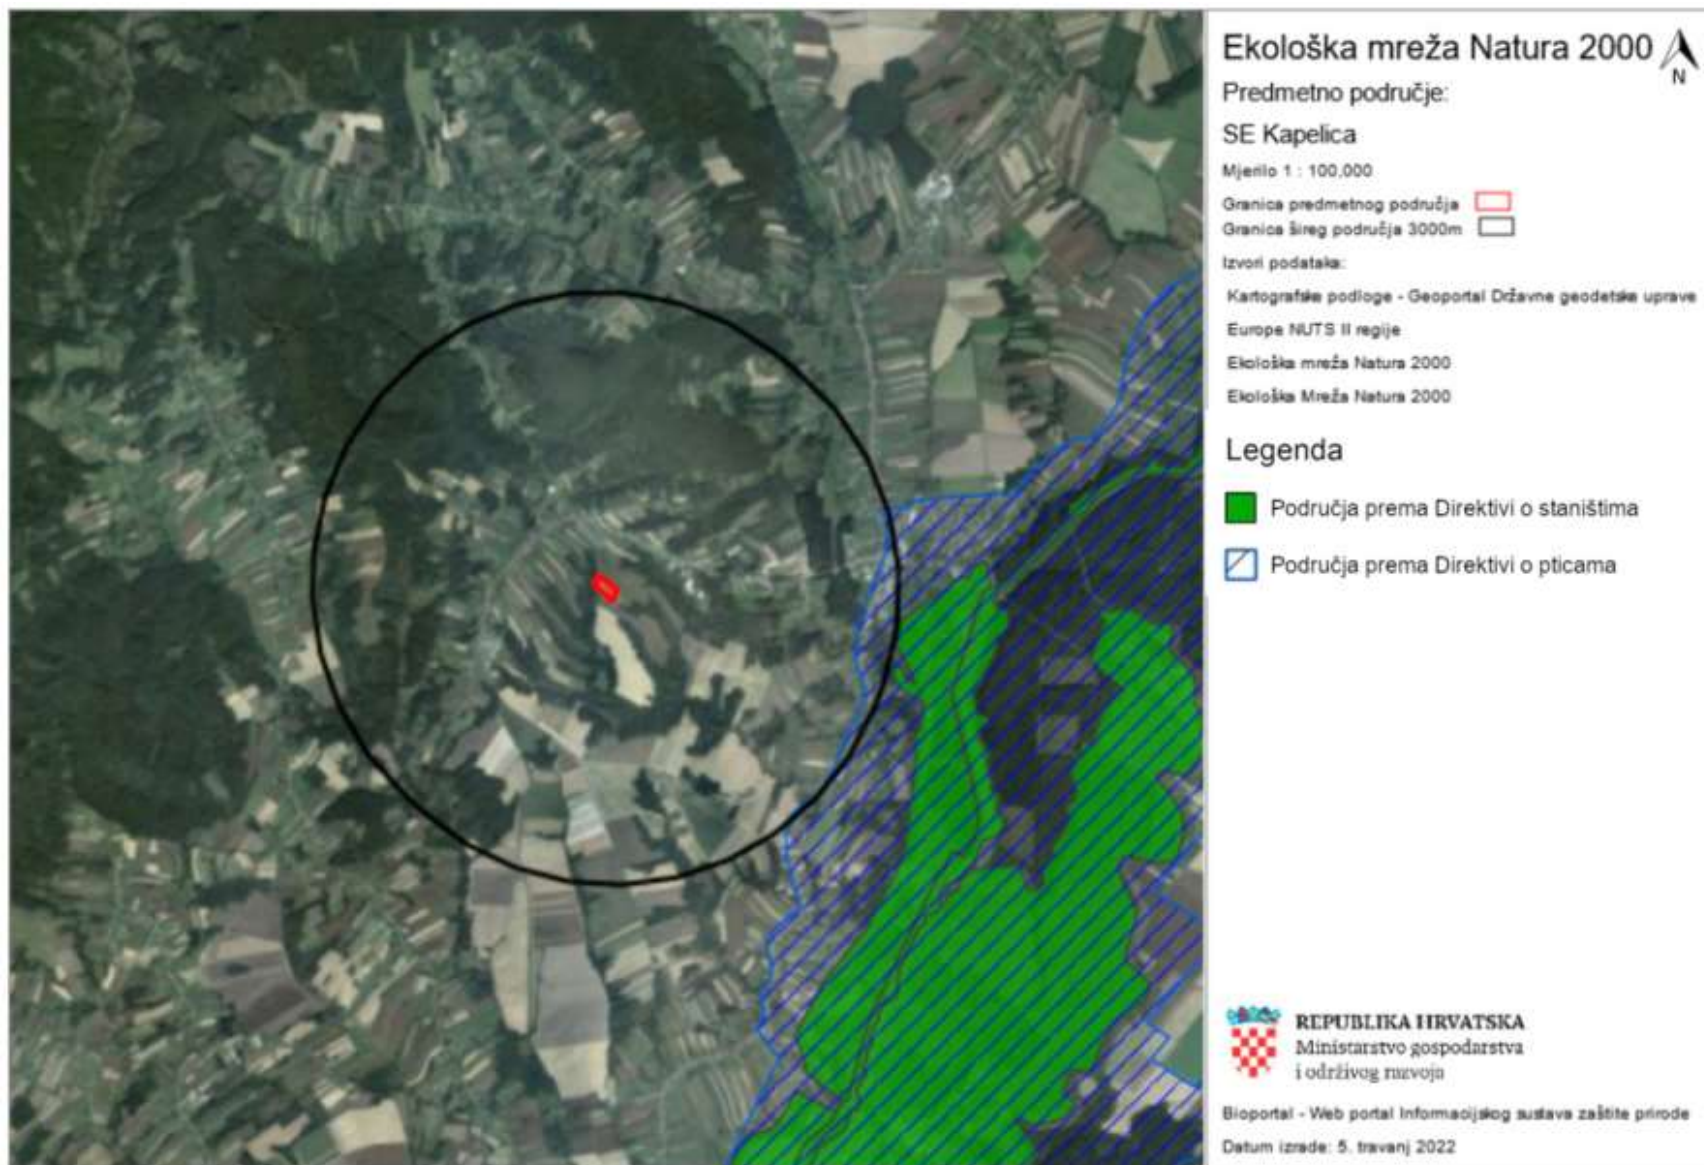 Ekološka mreža Natura 2000
N
Predmetno područje:
SE Kapelica
Mjerilo 1 : 100,000
Granica predmetnog područja
Granica šireg područja 3000m
Izvori podataka:
Kartografske podloge - Geoportal Državne geodetske uprave
Europe NUTS II regije
Ekološka mreža Natura 2000
Ekološka Mreža Natura 2000
Legenda
Područja prema Direktivi o staništima
Područja prema Direktivi o pticama
REPUBLIKA HRVATSKA
Ministarstvo gospodarstva
i održivog razvoja
Bioportal - Web portal Informacijskog sustava zaštite prirode
Datum izrade: 5. travanj 2022